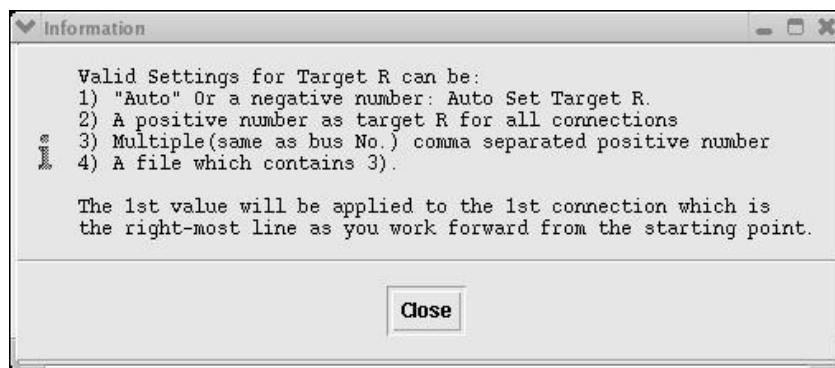 Information
Valid Settings for Target R can be:
1) "Auto" Or a negative number: Auto Set Target R.
2) A positive number as target R for all connections
3) Multiple(same as bus No.) comma separated positive number
4) A file which contains 3).
The 1st value will be applied to the 1st connection which is
the right-most line as you work forward from the starting point.
Close